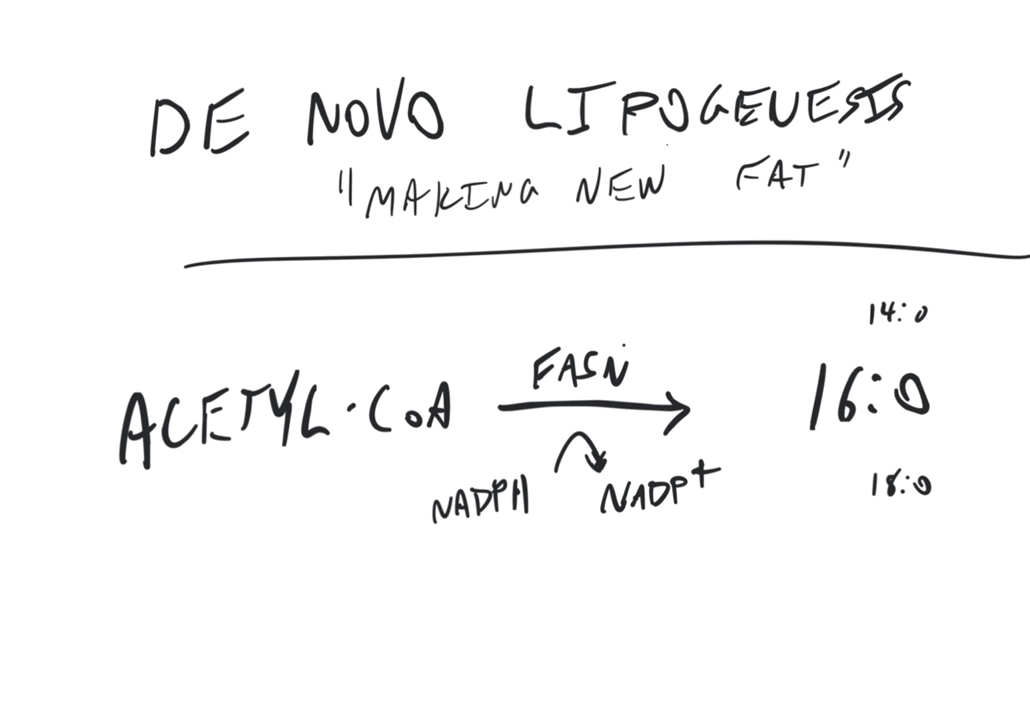 DE NOVO LIPOGENESIS
"MAKING NEW FAT"
14:0
ACETYL·CoA FASN 16:0
NADPH NADP+
18:0